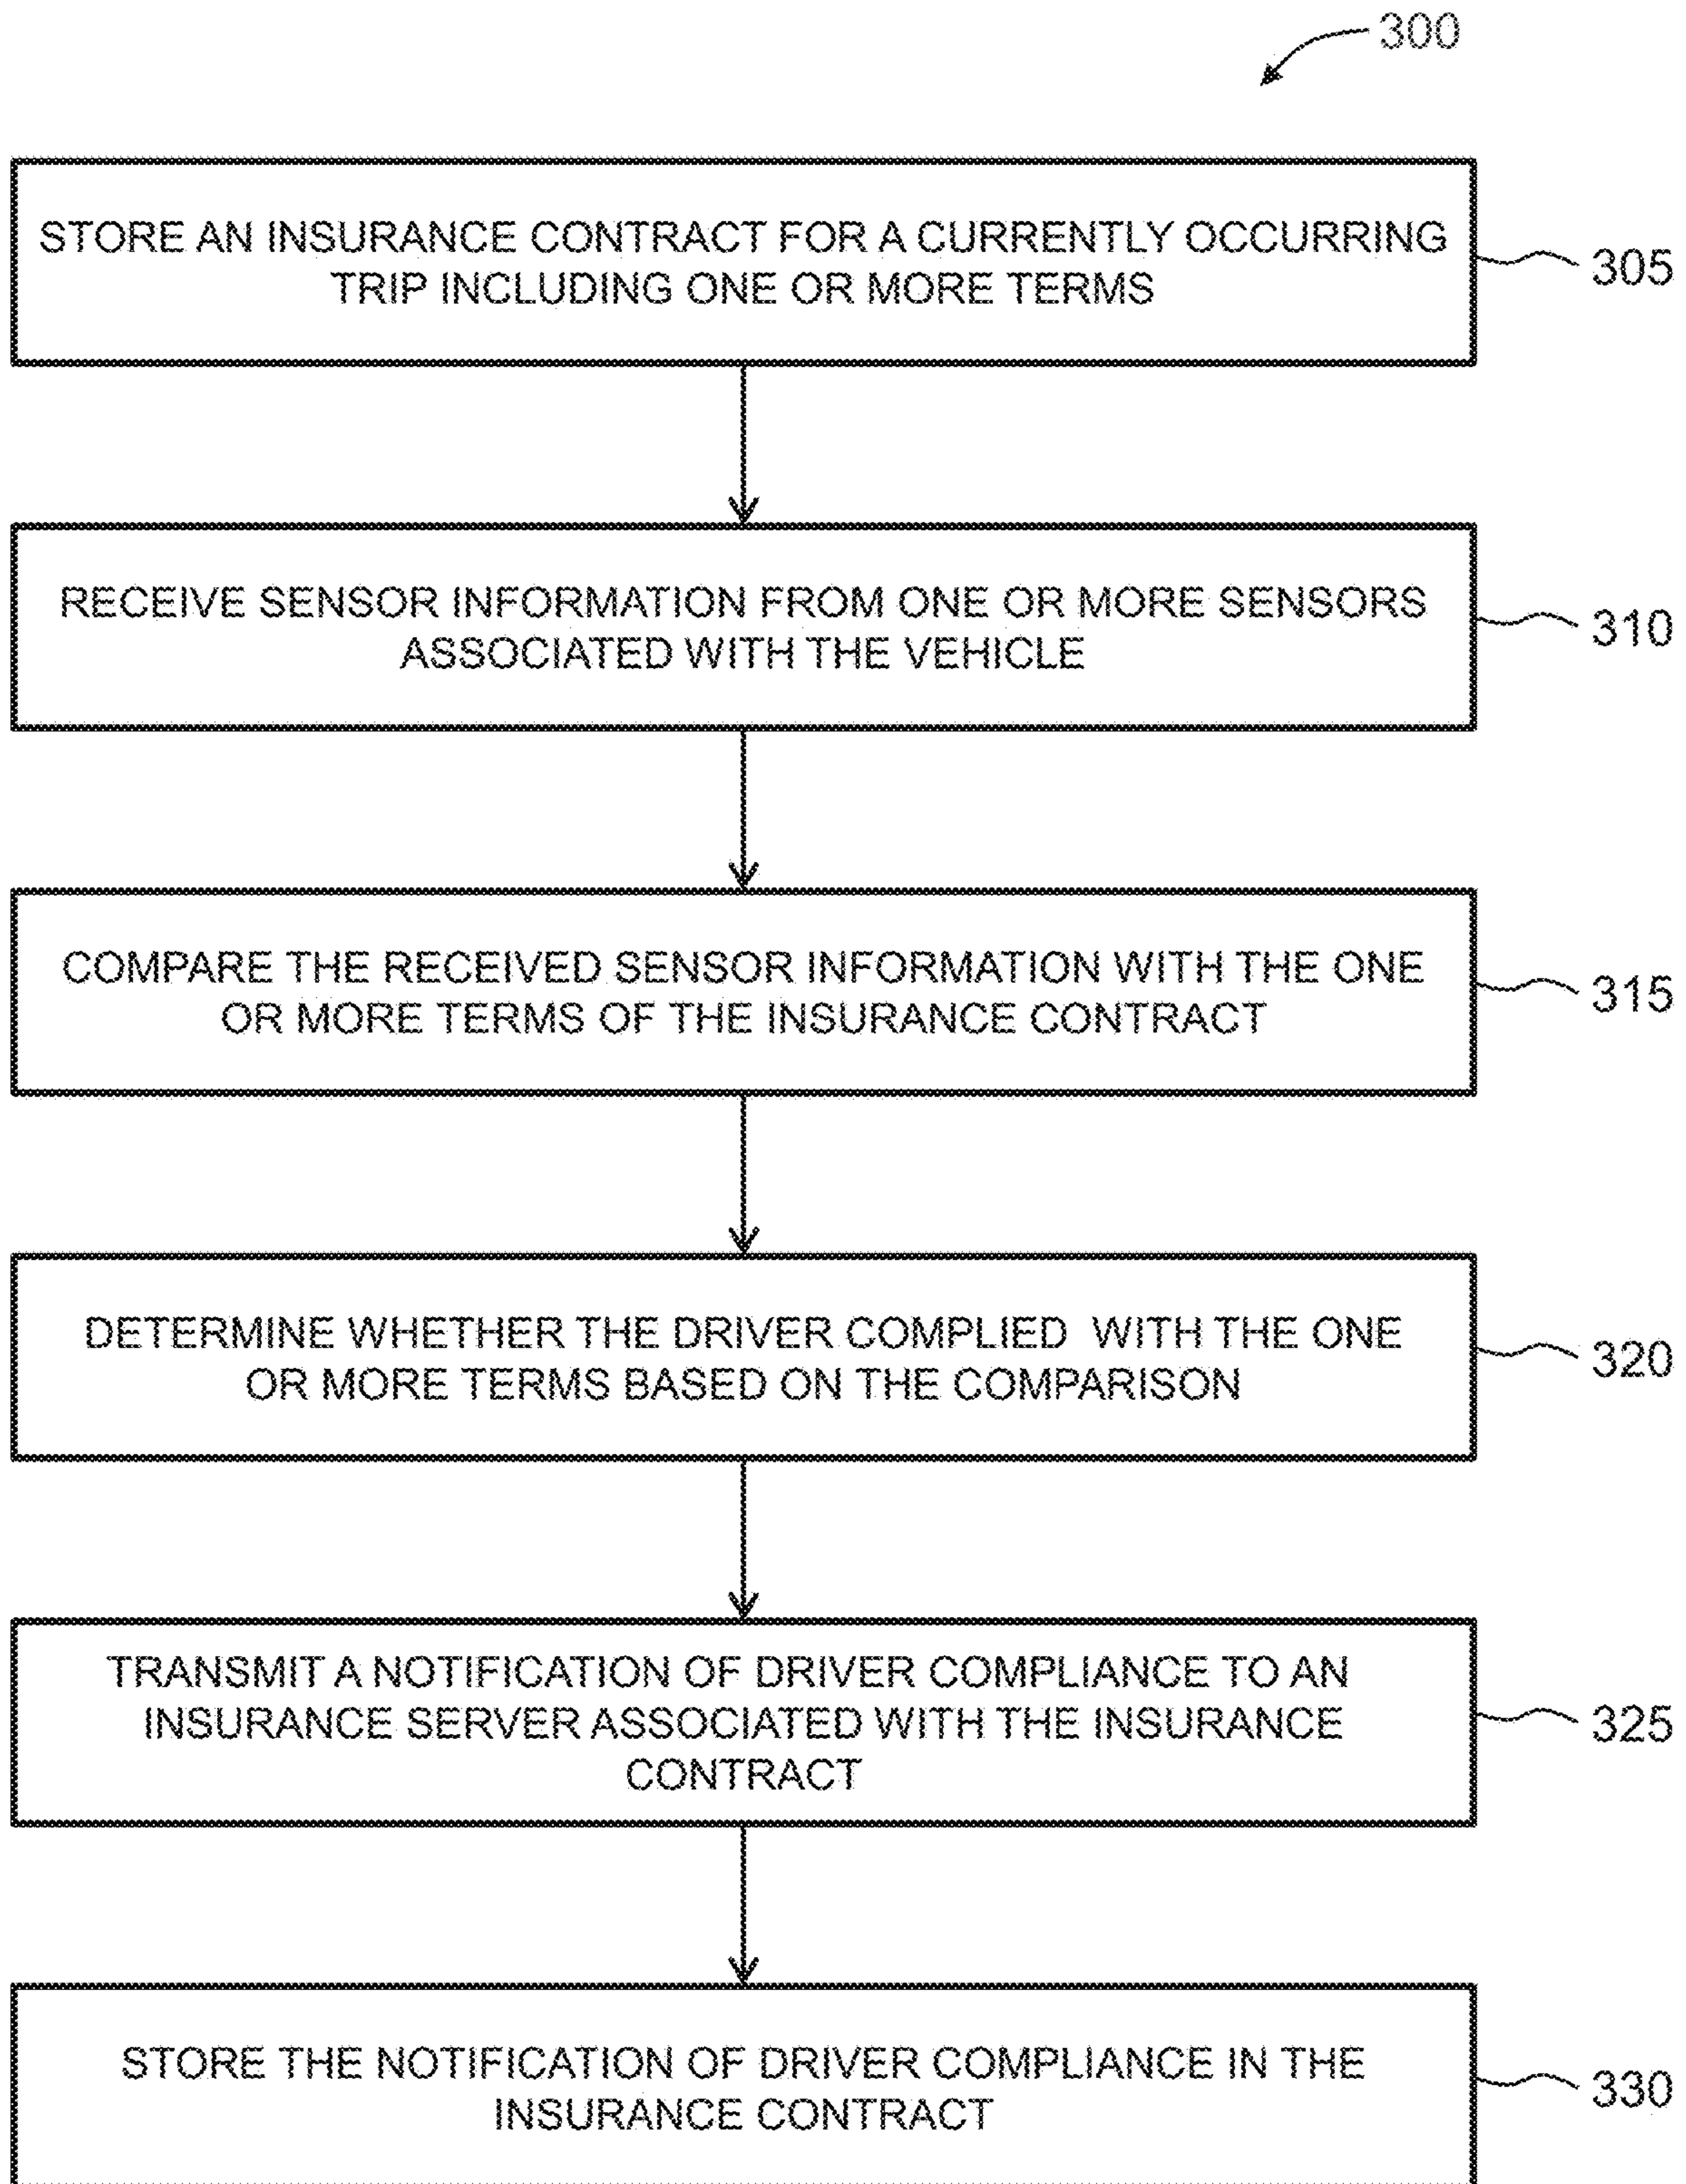 300
STORE AN INSURANCE CONTRACT FOR A CURRENTLY OCCURRING
TRIP INCLUDING ONE OR MORE TERMS
305
RECEIVE SENSOR INFORMATION FROM ONE OR MORE SENSORS
ASSOCIATED WITH THE VEHICLE
310
COMPARE THE RECEIVED SENSOR INFORMATION WITH THE ONE
OR MORE TERMS OF THE INSURANCE CONTRACT
315
DETERMINE WHETHER THE DRIVER COMPLIED WITH THE ONE
OR MORE TERMS BASED ON THE COMPARISON
320
TRANSMIT A NOTIFICATION OF DRIVER COMPLIANCE TO AN
INSURANCE SERVER ASSOCIATED WITH THE INSURANCE
CONTRACT
325
STORE THE NOTIFICATION OF DRIVER COMPLIANCE IN THE
INSURANCE CONTRACT
330